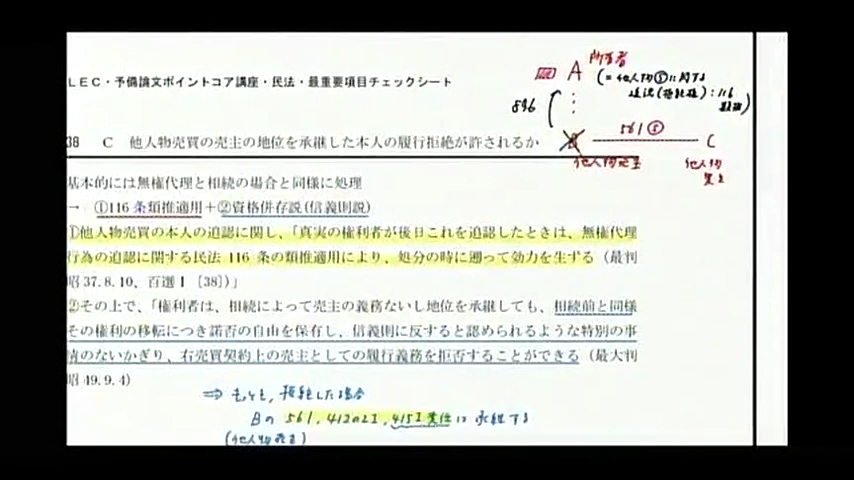 LEC・予備論文ポイントコア講座・民法・最重要項目チェックシート
所有者
A
(=他人物⑤に関する
追認(拒絶権):116
類推)
896
561⑤
C
他人物売主
他人物
買主
38 C 他人物売買の売主の地位を承継した本人の履行拒絶が許されるか
基本的には無権代理と相続の場合と同様に処理
→ ①116条類推適用+②資格併存説(信義則説)
①他人物売買の本人の追認に関し、「真実の権利者が後日これを追認したときは、無権代理
行為の追認に関する民法 116 条の類推適用により、処分の時に遡って効力を生ずる(最判
昭 37.8.10、百選Ⅰ[38])」
②その上で、「権利者は、相続によって売主の義務ないし地位を承継しても、相続前と同様
その権利の移転につき諾否の自由を保有し、信義則に反すると認められるような特別の事
情のないかぎり、右売買契約上の売主としての履行義務を拒否することができる(最大判
昭 49.9.4)
⇒ もっとも、拒絶した場合
Bの 561, 412の2Ⅰ, 415Ⅰ責任は承継する
(他人物売主)